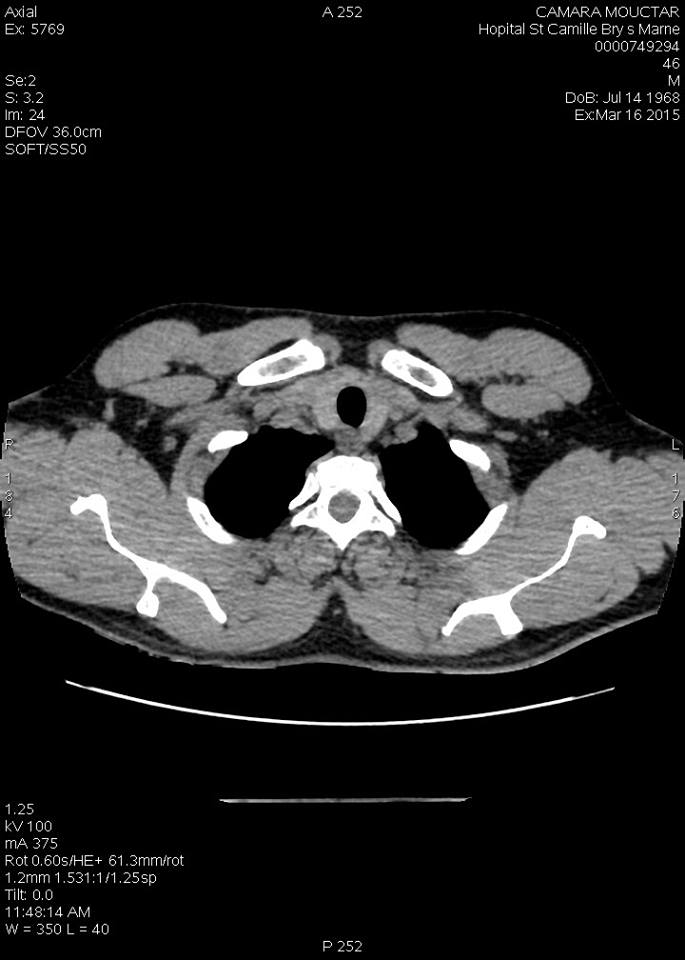 Axial
Ex: 5769
Se:2
S: 3.2
Im: 24
DFOV 36.0cm
SOFT/SS50
A 252
CAMARA MOUCTAR
Hopital St Camille Bry s Marne
0000749294
46
M
DoB: Jul 14 1968
Ex:Mar 16 2015
R
1
8
4
L
1
7
6
1.25
kV 100
mA 375
Rot 0.60s/HE+ 61.3mm/rot
1.2mm 1.531:1/1.25sp
Tilt: 0.0
11:48:14 AM
W = 350 L = 40
P 252